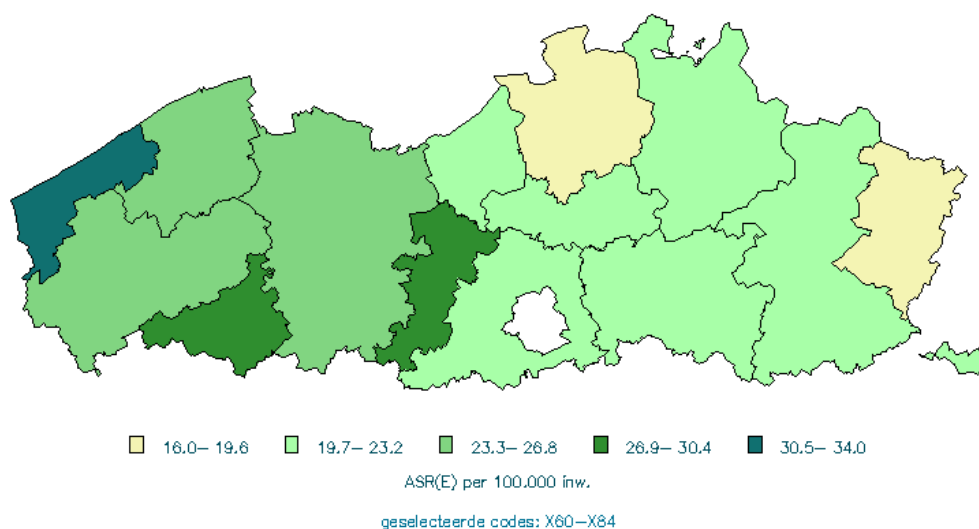 16.0– 19.6 19.7– 23.2 23.3– 26.8 26.9– 30.4 30.5– 34.0
ASR(E) per 100.000 inw.
geselecteerde codes: X60–X84